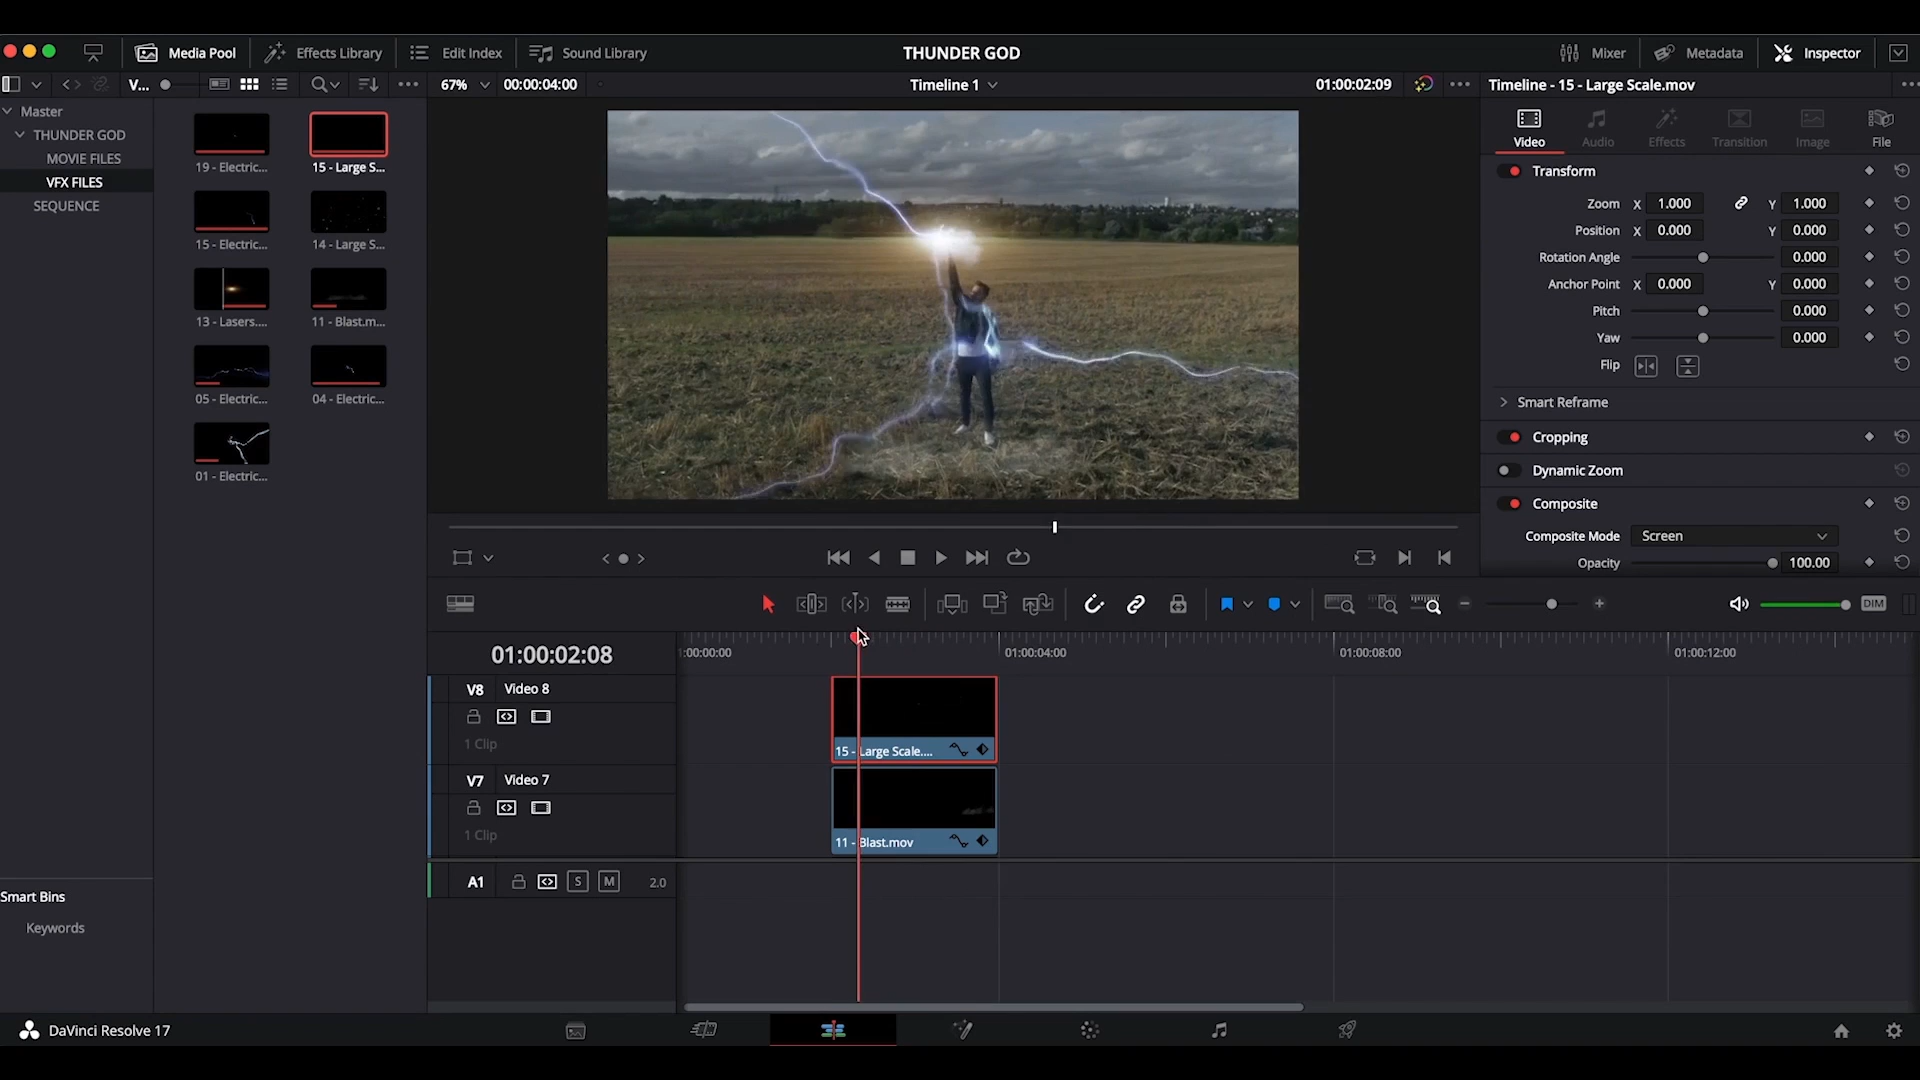 Media Pool
Effects Library
Edit Index
Sound Library
THUNDER GOD
Mixer
Metadata
Inspector
V...
67%
00:00:04:00
Timeline 1
01:00:02:09
Timeline - 15 - Large Scale.mov
Master
THUNDER GOD
MOVIE FILES
VFX FILES
SEQUENCE
19 - Electric...
15 - Large S...
15 - Electric...
14 - Large S...
13 - Lasers....
11 - Blast.m...
05 - Electric...
04 - Electric...
01 - Electric...
Video
Audio
Effects
Transition
Image
File
Transform
Zoom X 1.000 Y 1.000
Position X 0.000 Y 0.000
Rotation Angle 0.000
Anchor Point X 0.000 Y 0.000
Pitch 0.000
Yaw 0.000
Flip
Smart Reframe
Cropping
Dynamic Zoom
Composite
Composite Mode Screen
Opacity 100.00
DIM
01:00:02:08
:00:00:00
01:00:04:00
01:00:08:00
01:00:12:00
V8 Video 8
1 Clip
15 - Large Scale....
V7 Video 7
1 Clip
11 - Blast.mov
A1 S M 2.0
Smart Bins
Keywords
DaVinci Resolve 17